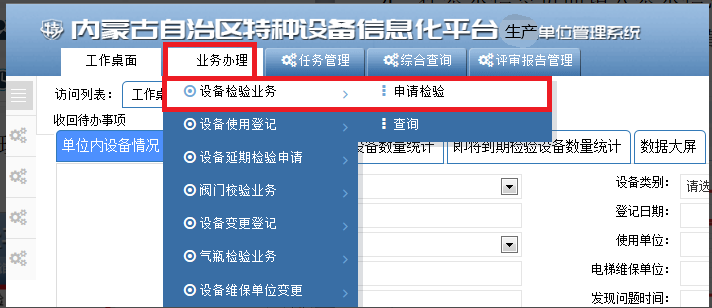 特 内蒙古自治区特种设备信息化平台 生产 单位管理系统
工作桌面 业务办理 任务管理 综合查询 评审报告管理
访问列表: 工作桌
设备检验业务 申请检验
收回待办事项
设备使用登记 查询
单位内设备情况 设备数量统计 即将到期检验设备数量统计 数据大屏
设备延期检验申请
阀门校验业务 设备类别: 请选
设备变更登记 登记日期:
使用单位:
气瓶检验业务 电梯维保单位:
设备维保单位变更 发现问题时间: